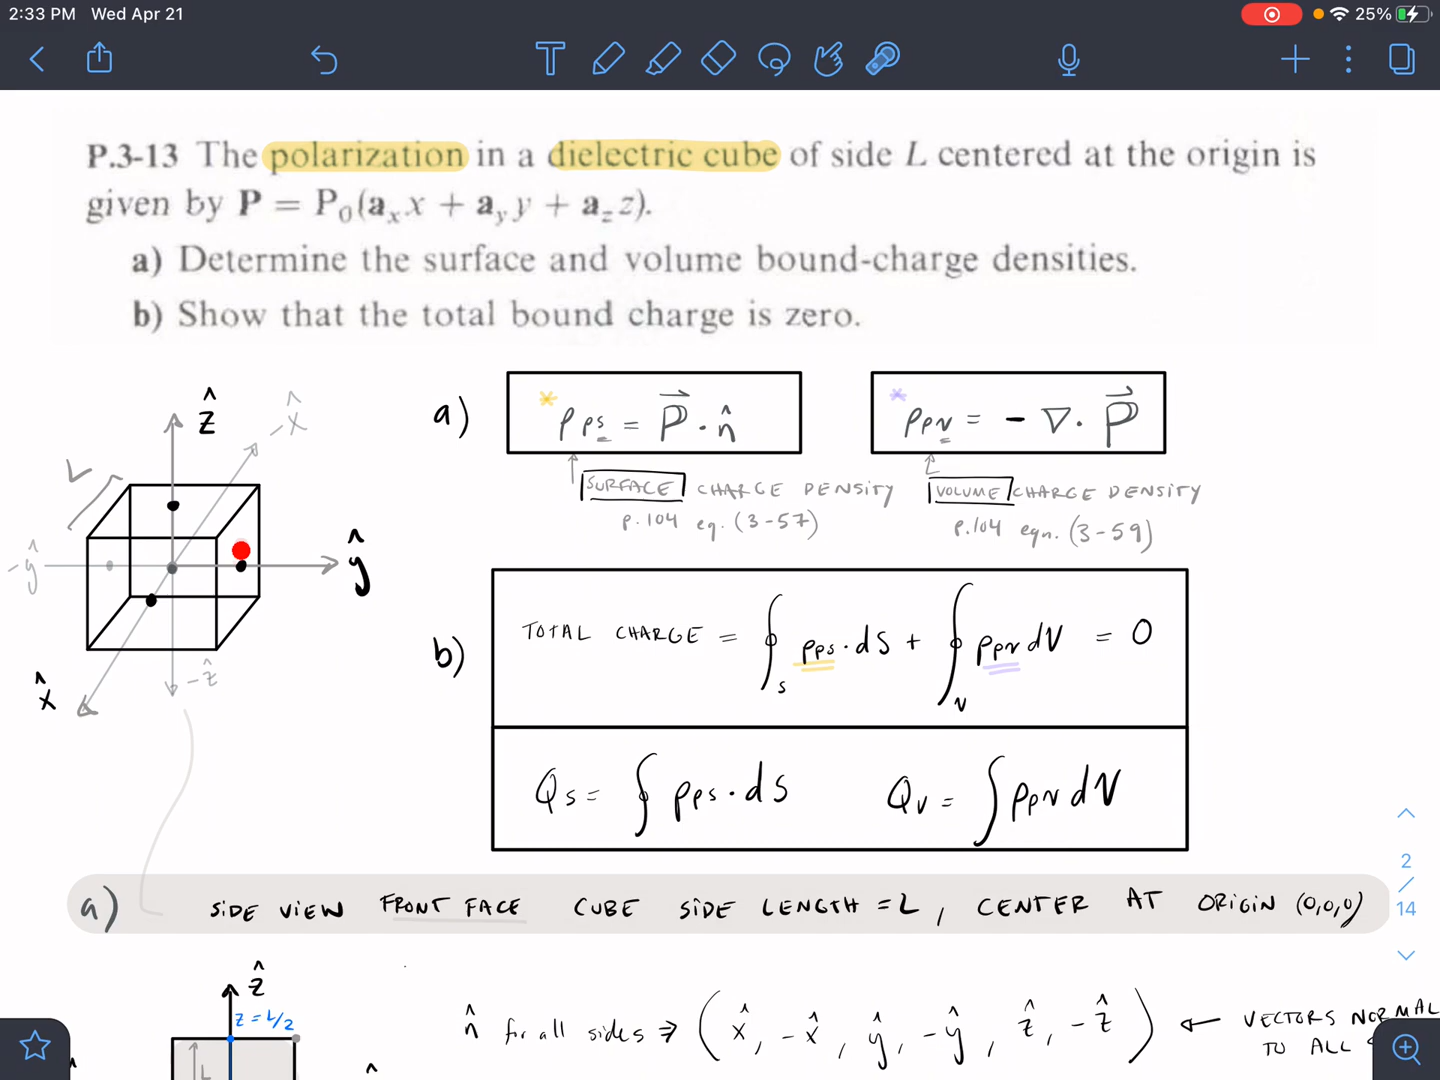 2:33 PM Wed Apr 21
25%
P.3-13 The polarization in a dielectric cube of side L centered at the origin is
given by P = P₀(aₓx + a_y y + a_z z).
a) Determine the surface and volume bound-charge densities.
b) Show that the total bound charge is zero.
ẑ
-x̂
L
-ŷ
ŷ
x̂
-ẑ
a)
* ρps = P⃗ · n̂
* ρpv = - ∇ · P⃗
SURFACE CHARGE DENSITY
p.104 eq. (3-57)
VOLUME CHARGE DENSITY
p.104 eqn. (3-59)
b)
TOTAL CHARGE = ∮s ρps · dS + ∮v ρpv dV = 0
Qs = ∮ ρps · ds
Qv = ∫ ρpv dV
2
/
14
a) SIDE VIEW FRONT FACE CUBE SIDE LENGTH = L, CENTER AT ORIGIN (0,0,0)
ẑ
z = L/2
L
n̂ for all sides ⇒ (x̂, -x̂, ŷ, -ŷ, ẑ, -ẑ) ← VECTORS NORMAL
TO ALL